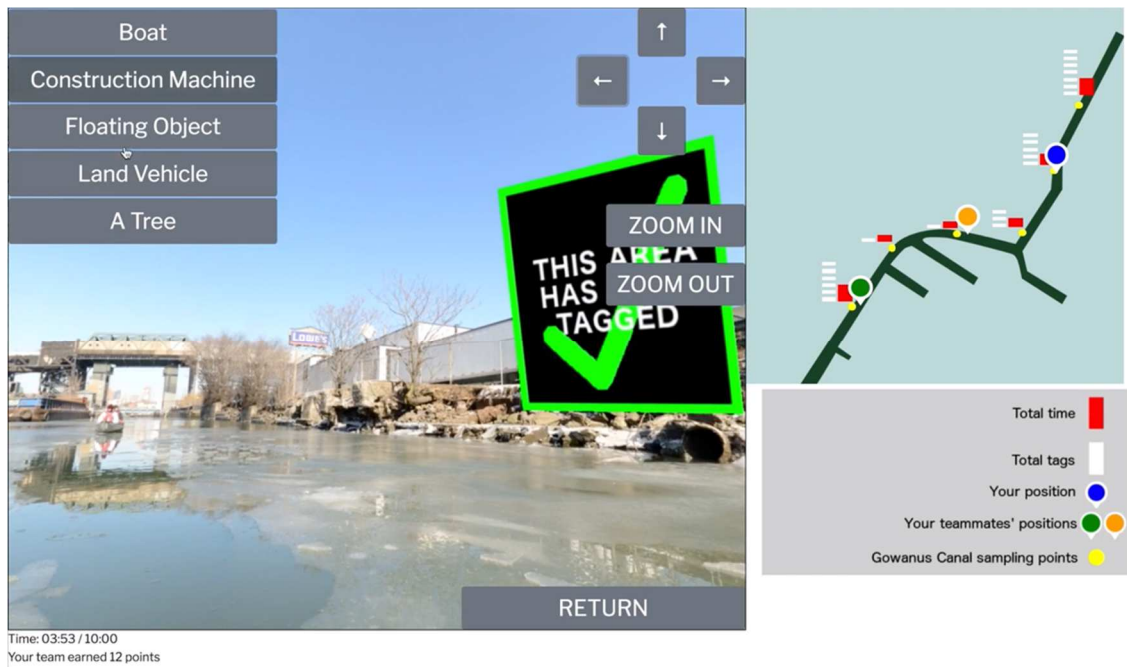 Boat
Construction Machine
Floating Object
Land Vehicle
A Tree
↑
←
→
↓
ZOOM IN
ZOOM OUT
THIS AREA
HAS
TAGGED
LOWE'S
RETURN
Time: 03:53 / 10:00
Your team earned 12 points
Total time
Total tags
Your position
Your teammates' positions
Gowanus Canal sampling points